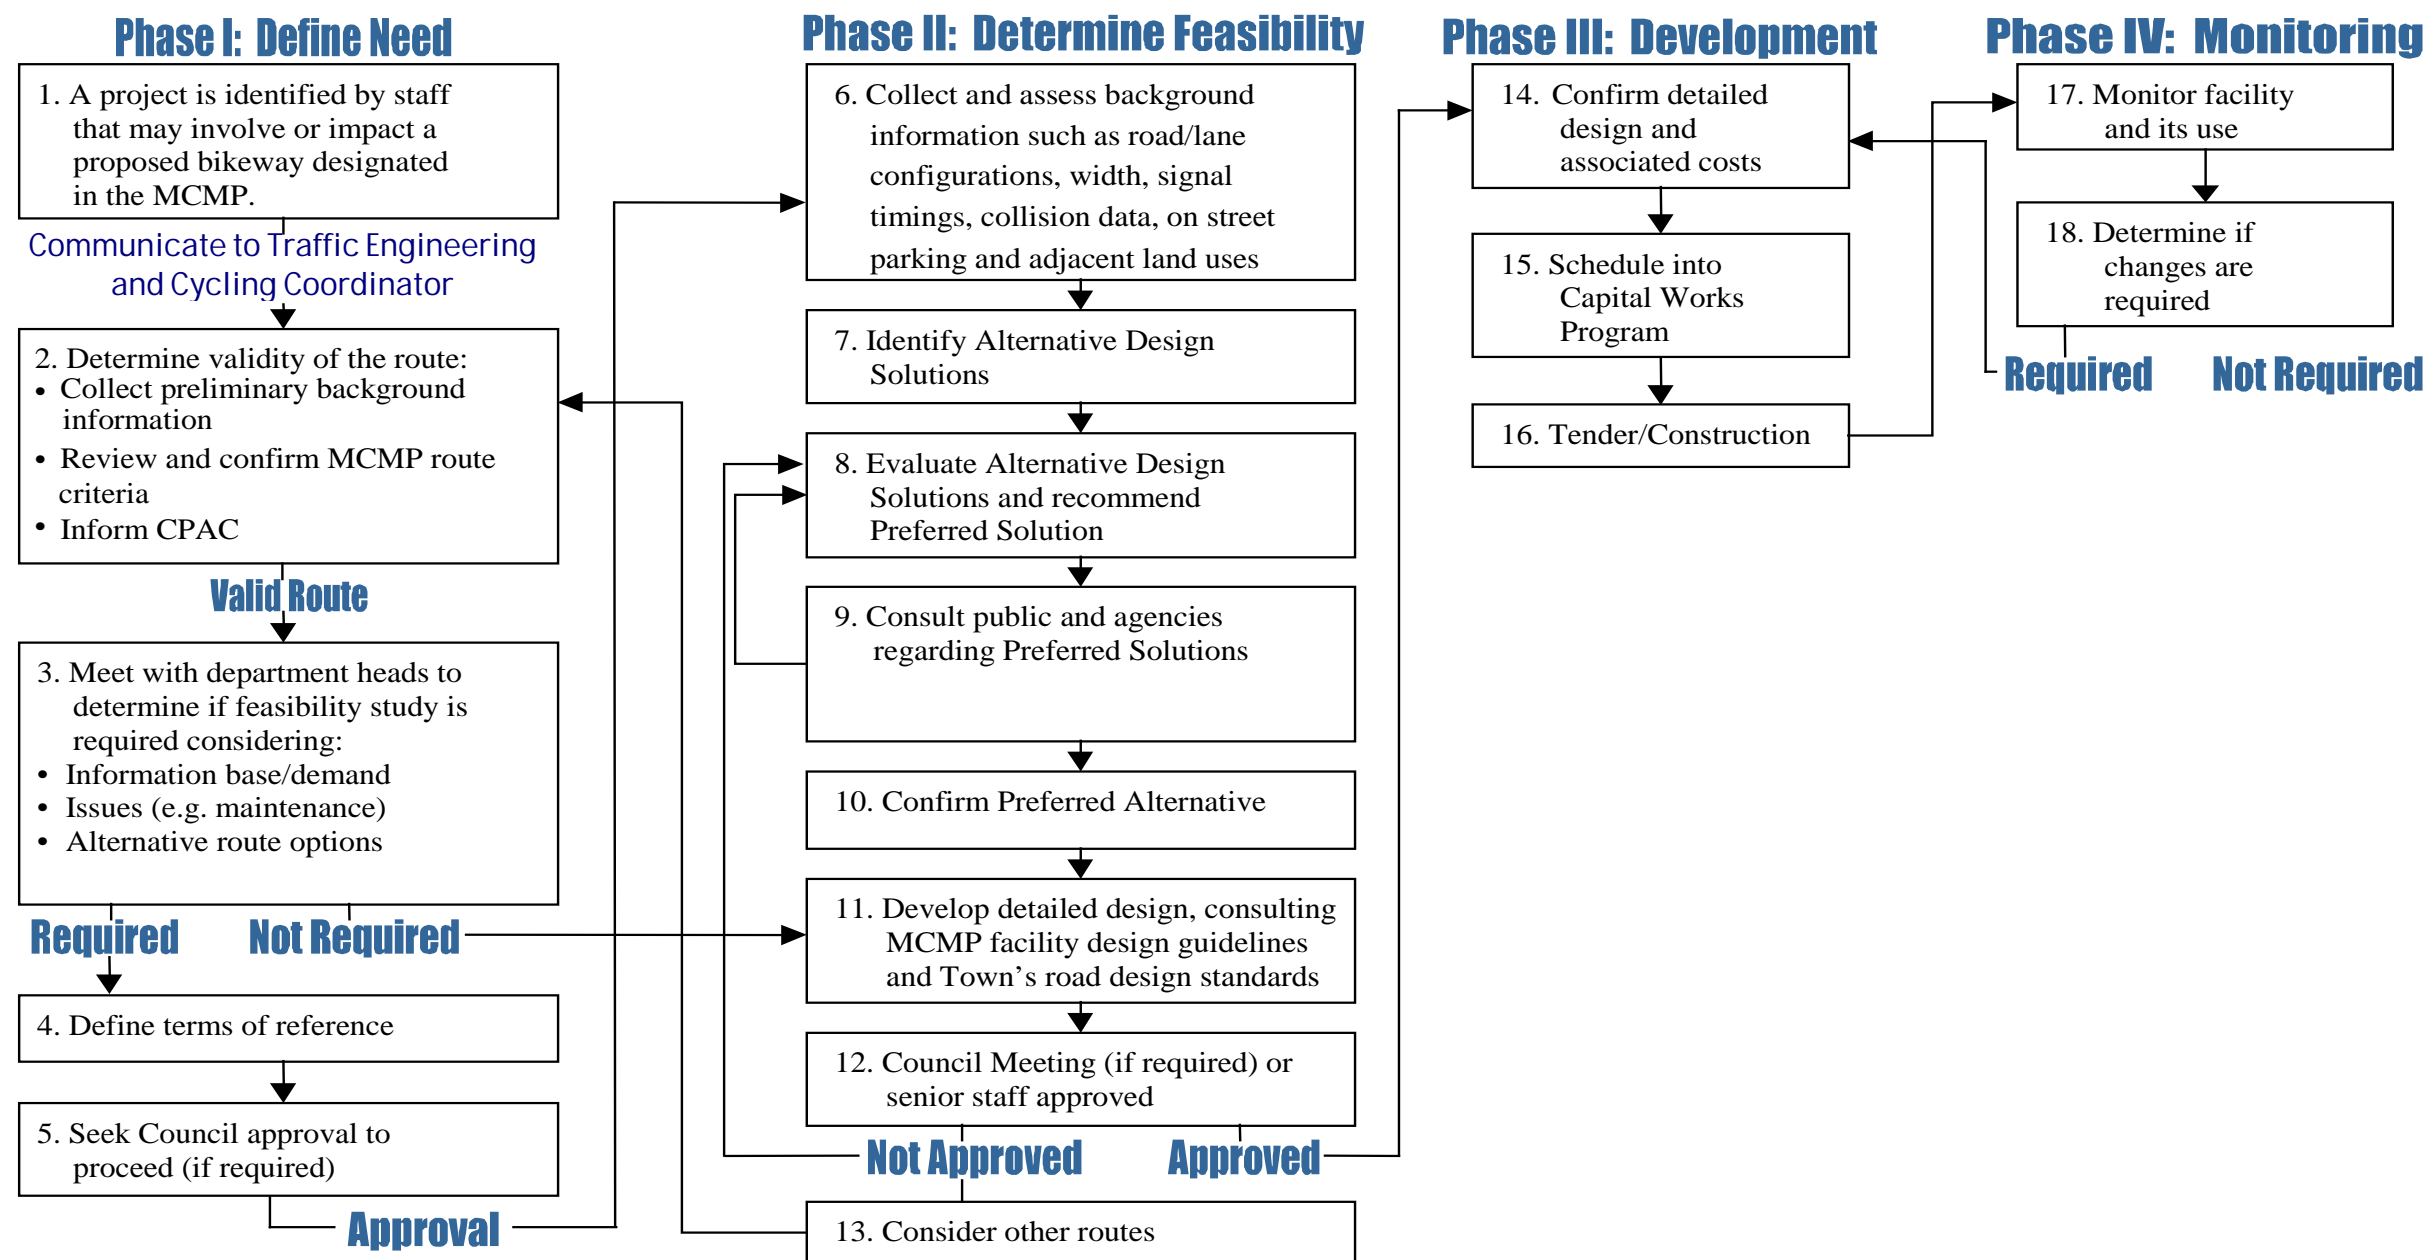 Phase I: Define Need
1. A project is identified by staff
that may involve or impact a
proposed bikeway designated
in the MCMP.
Communicate to Traffic Engineering
and Cycling Coordinator
2. Determine validity of the route:
• Collect preliminary background
information
• Review and confirm MCMP route
criteria
• Inform CPAC
Valid Route
3. Meet with department heads to
determine if feasibility study is
required considering:
• Information base/demand
• Issues (e.g. maintenance)
• Alternative route options
Required Not Required
4. Define terms of reference
5. Seek Council approval to
proceed (if required)
Approval
Phase II: Determine Feasibility
6. Collect and assess background
information such as road/lane
configurations, width, signal
timings, collision data, on street
parking and adjacent land uses
7. Identify Alternative Design
Solutions
8. Evaluate Alternative Design
Solutions and recommend
Preferred Solution
9. Consult public and agencies
regarding Preferred Solutions
10. Confirm Preferred Alternative
11. Develop detailed design, consulting
MCMP facility design guidelines
and Town’s road design standards
12. Council Meeting (if required) or
senior staff approved
Not Approved Approved
13. Consider other routes
Phase III: Development
14. Confirm detailed
design and
associated costs
15. Schedule into
Capital Works
Program
16. Tender/Construction
Phase IV: Monitoring
17. Monitor facility
and its use
18. Determine if
changes are
required
Required Not Required